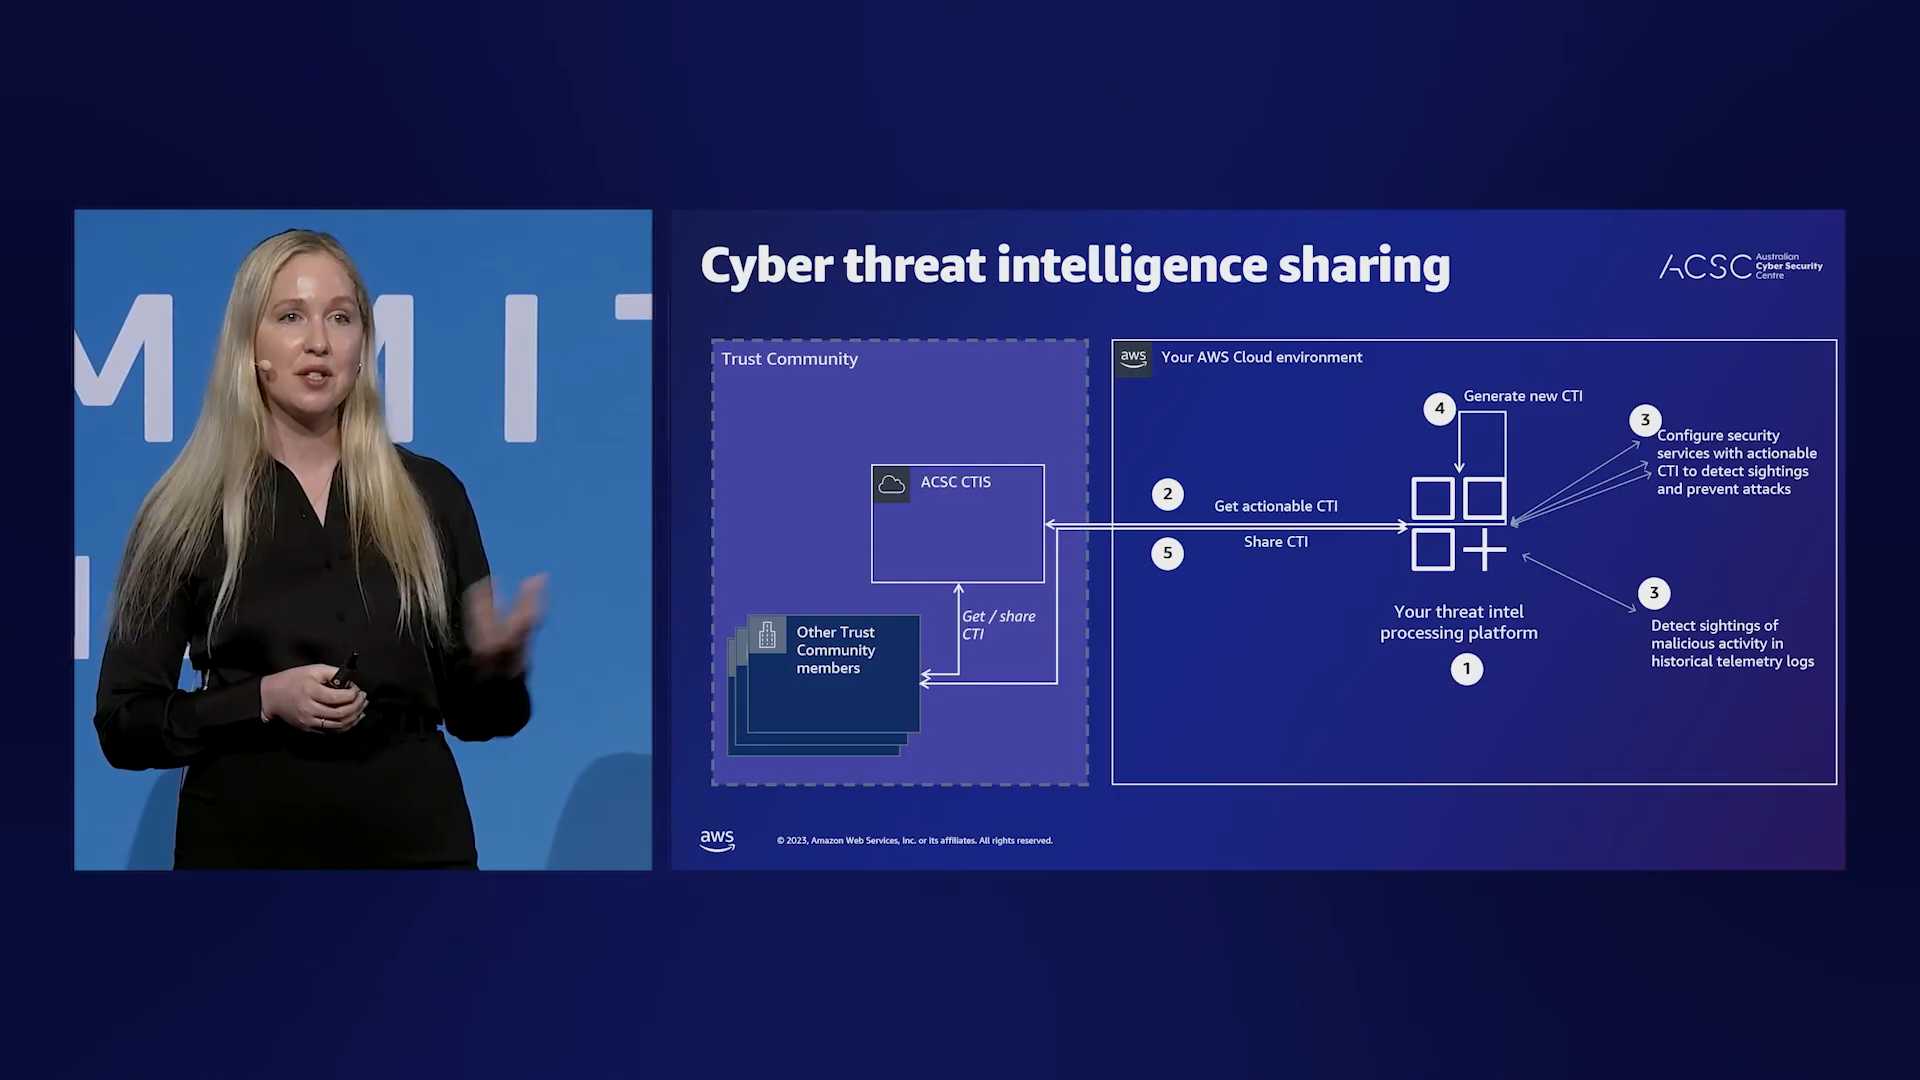 MMIT
Cyber threat intelligence sharing
ACSC
Australian
Cyber Security
Centre
Trust Community
ACSC CTIS
Get / share
CTI
Other Trust
Community
members
aws
Your AWS Cloud environment
2
Get actionable CTI
5
Share CTI
4
Generate new CTI
3
Configure security
services with actionable
CTI to detect sightings
and prevent attacks
3
Detect sightings of
malicious activity in
historical telemetry logs
Your threat intel
processing platform
1
aws
© 2023, Amazon Web Services, Inc. or its affiliates. All rights reserved.